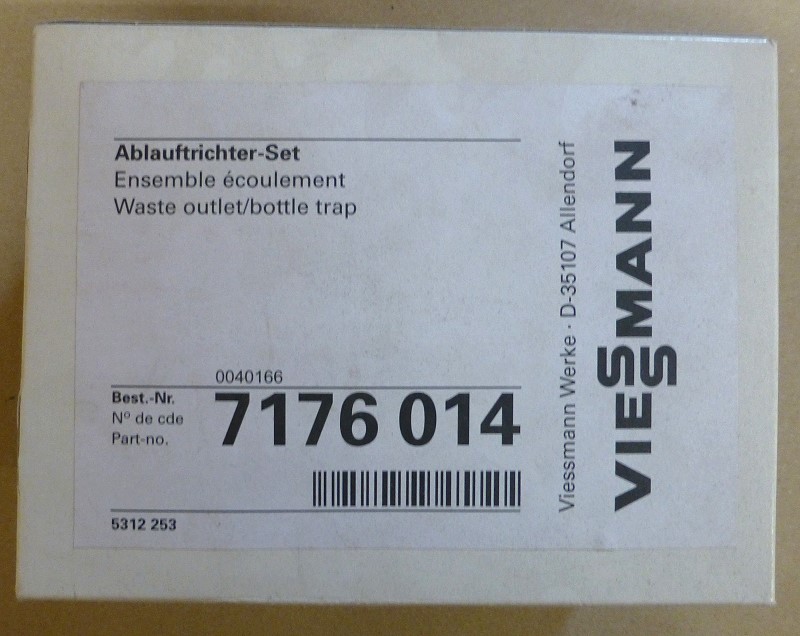 Ablauftrichter-Set
Ensemble écoulement
Waste outlet/bottle trap
0040166
Best.-Nr.
Nº de cde
Part-no.
7176 014
5312 253
Viessmann Werke · D-35107 Allendorf
VIESSMANN